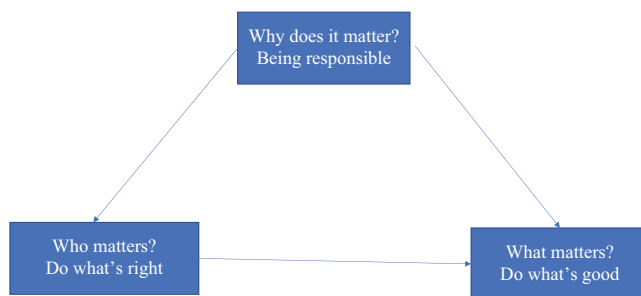 Why does it matter?
Being responsible
Who matters?
Do what's right
What matters?
Do what's good